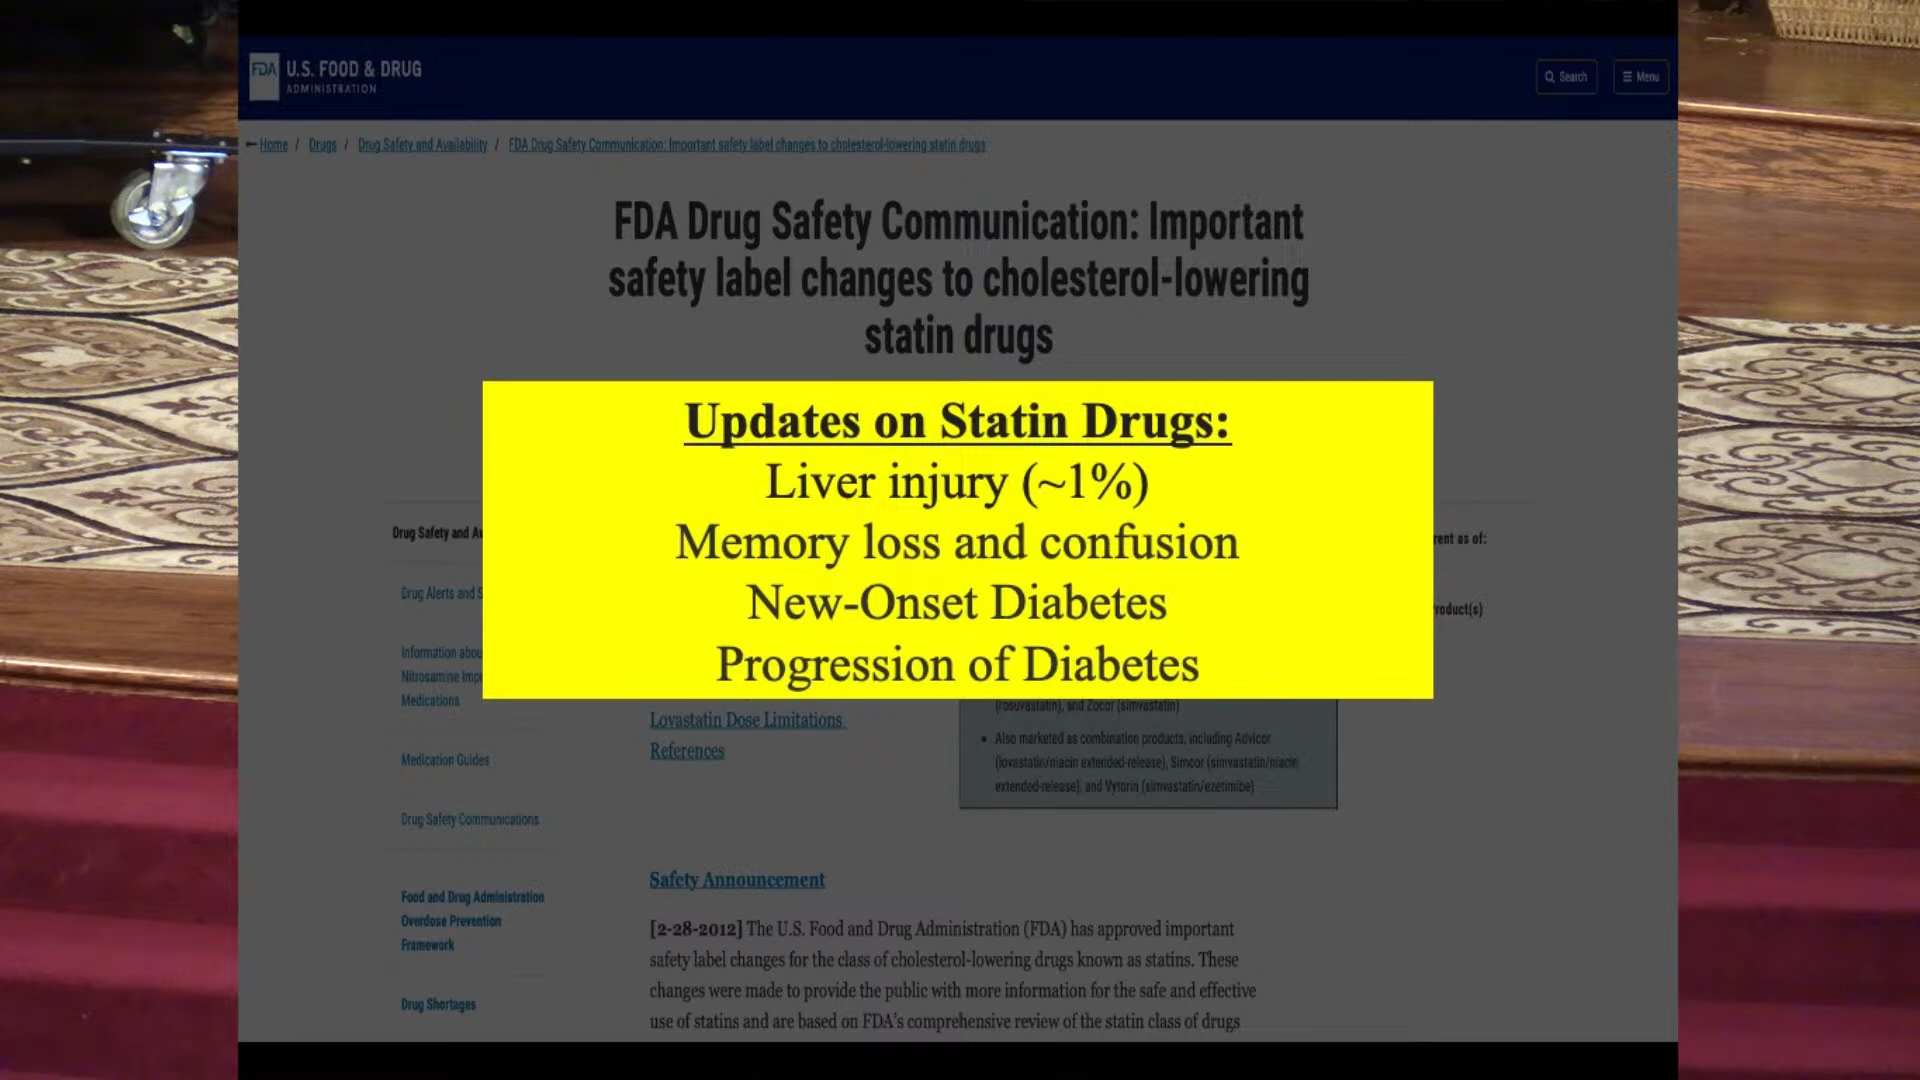 FDA
U.S. FOOD & DRUG
ADMINISTRATION
Search
Menu
Home / Drugs / Drug Safety and Availability / FDA Drug Safety Communication: Important safety label changes to cholesterol-lowering statin drugs
FDA Drug Safety Communication: Important
safety label changes to cholesterol-lowering
statin drugs
Updates on Statin Drugs:
Liver injury (~1%)
Memory loss and confusion
New-Onset Diabetes
Progression of Diabetes
Drug Safety and
Drug Alerts and
Information
Nitrosamine
Medications
Medication Guides
Drug Safety Communications
Food and Drug Administration
Overdose Prevention
Framework
Drug Shortages
as of:
Lovastatin Dose Limitations
References
(rosuvastatin), and Zocor (simvastatin)
• Also marketed as combination products, including Advicor
(lovastatin/niacin extended-release), Simcor (simvastatin/niacin
extended-release), and Vytorin (simvastatin/ezetimibe)
Safety Announcement
[2-28-2012] The U.S. Food and Drug Administration (FDA) has approved important
safety label changes for the class of cholesterol-lowering drugs known as statins. These
changes were made to provide the public with more information for the safe and effective
use of statins and are based on FDA's comprehensive review of the statin class of drugs